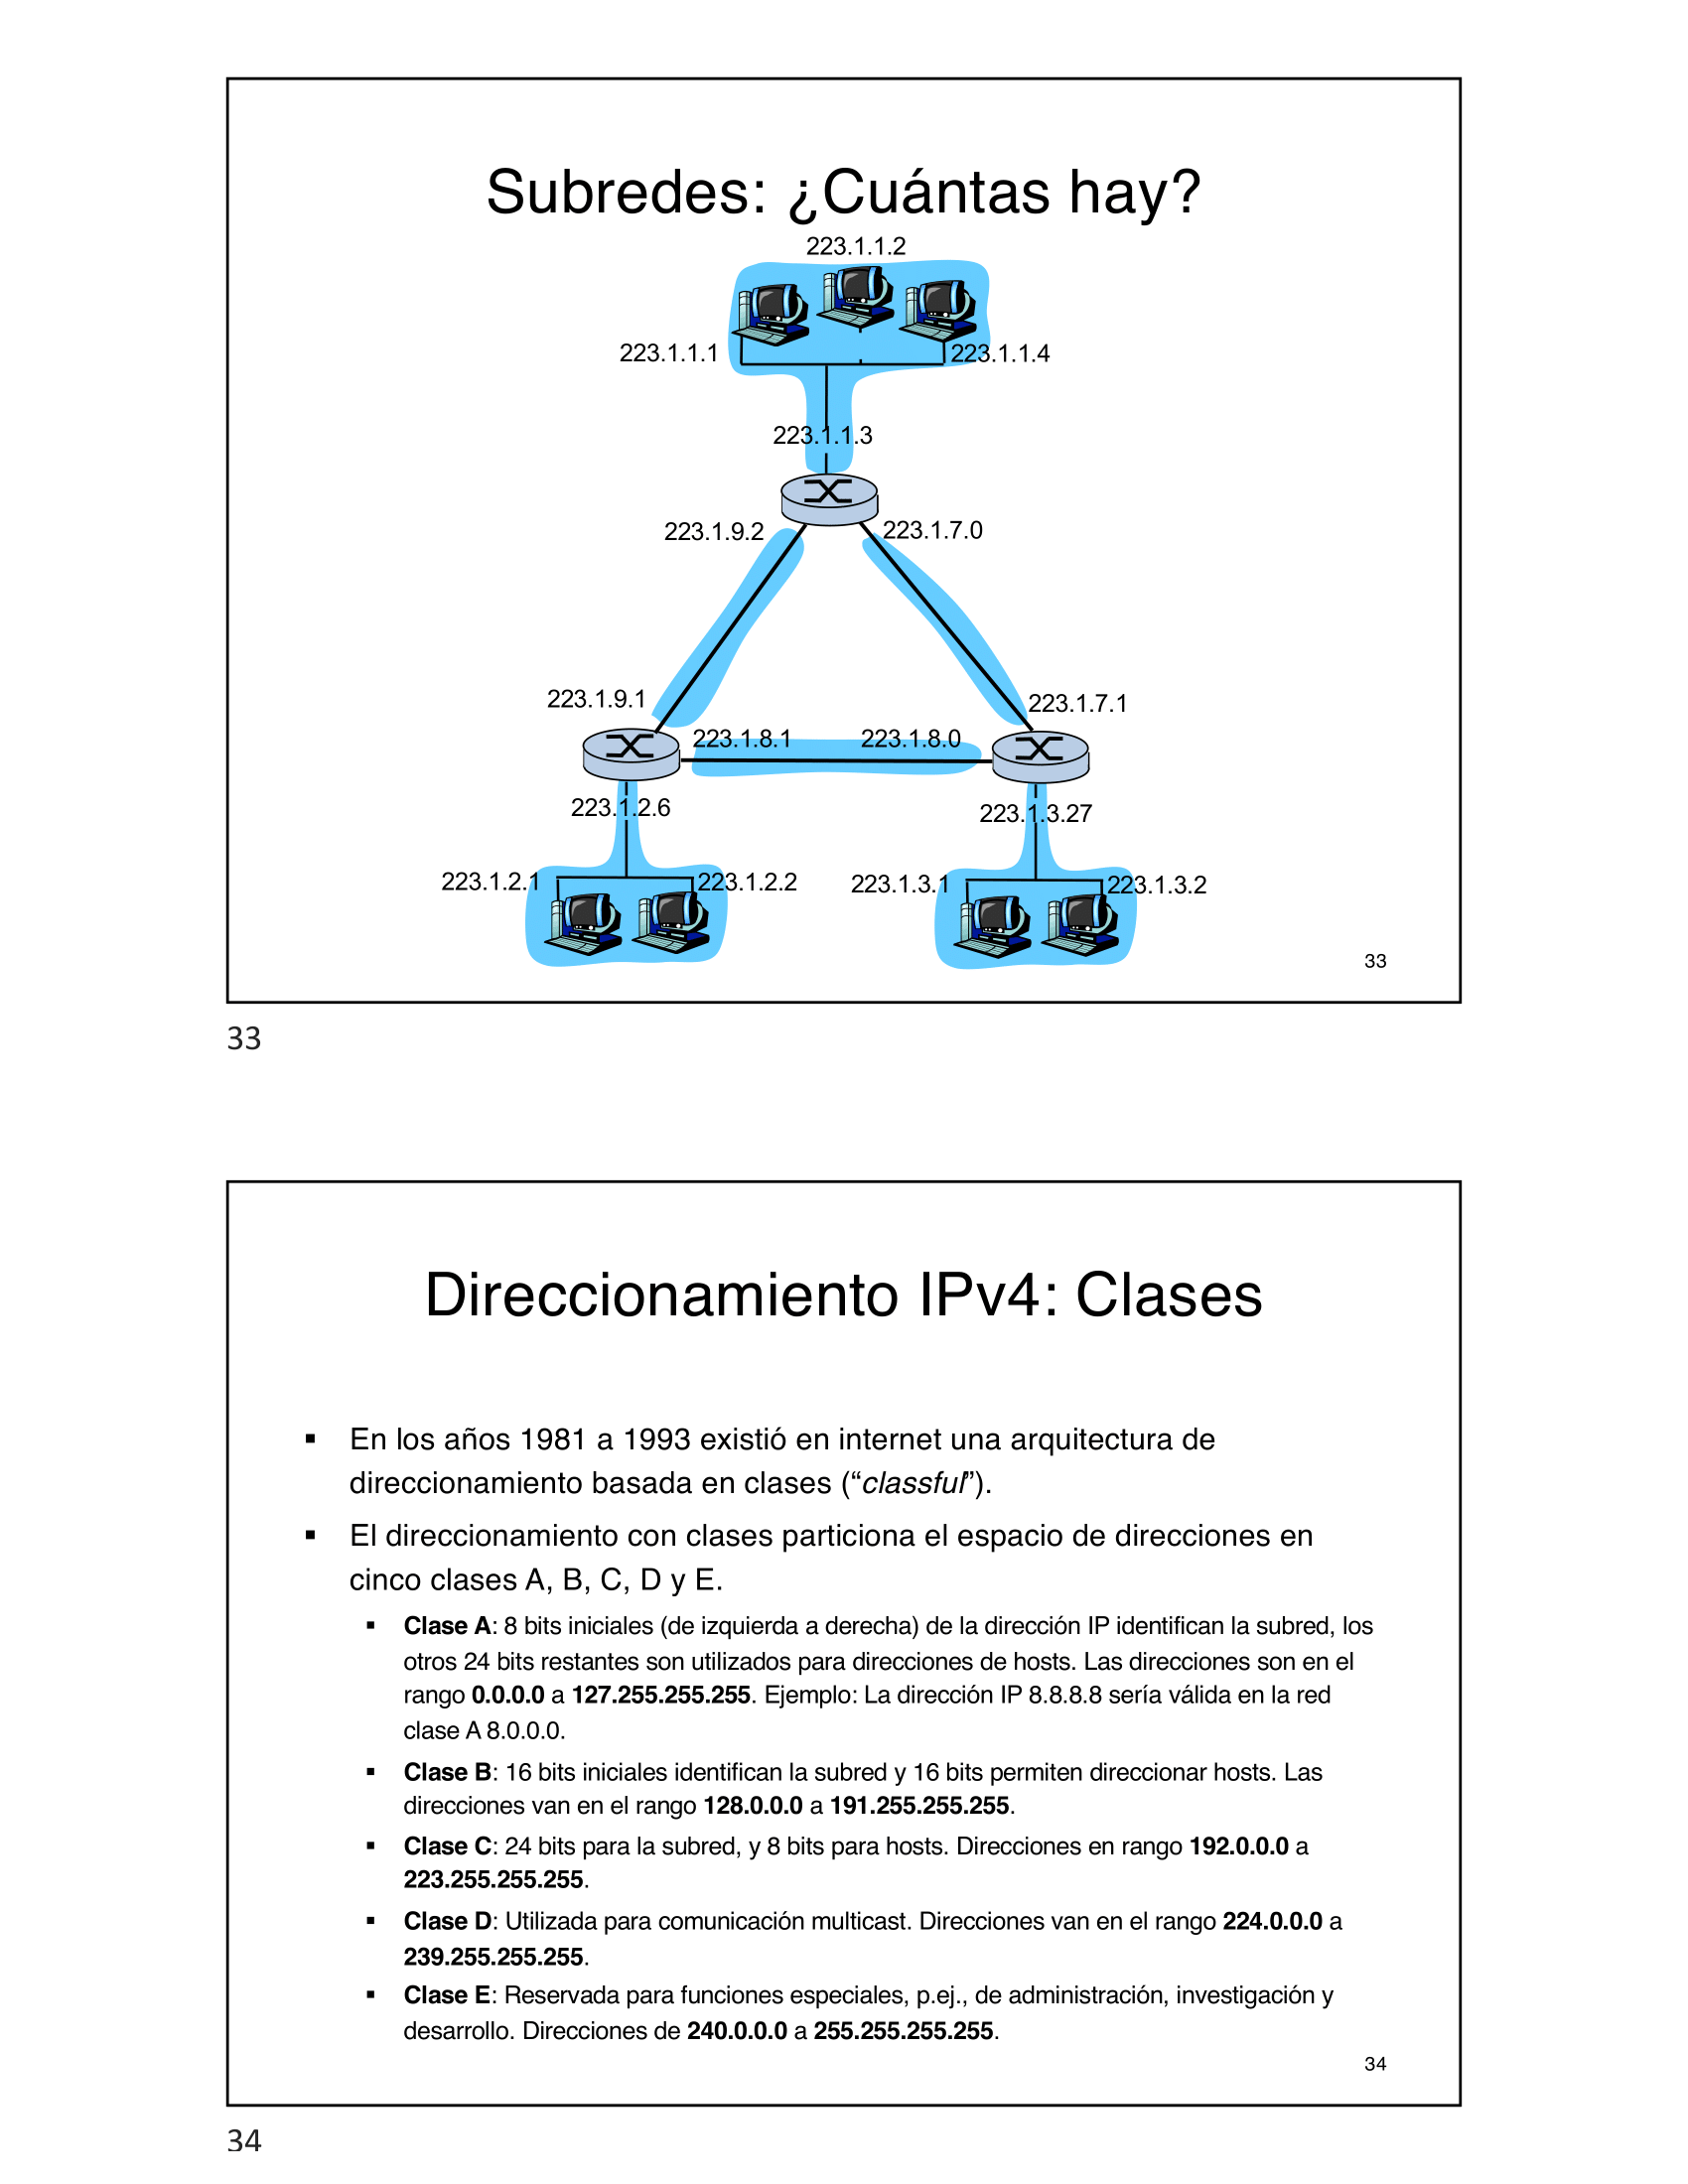 Subredes: ¿Cuántas hay?
223.1.1.2
223.1.1.1
223.1.1.4
223.1.1.3
223.1.9.2
223.1.7.0
223.1.9.1
223.1.7.1
223.1.8.1
223.1.8.0
223.1.2.6
223.1.3.27
223.1.2.1
223.1.2.2
223.1.3.1
223.1.3.2
33
33
Direccionamiento IPv4: Clases
▪ En los años 1981 a 1993 existió en internet una arquitectura de
direccionamiento basada en clases (“classful”).
▪ El direccionamiento con clases particiona el espacio de direcciones en
cinco clases A, B, C, D y E.
▪ Clase A: 8 bits iniciales (de izquierda a derecha) de la dirección IP identifican la subred, los
otros 24 bits restantes son utilizados para direcciones de hosts. Las direcciones son en el
rango 0.0.0.0 a 127.255.255.255. Ejemplo: La dirección IP 8.8.8.8 sería válida en la red
clase A 8.0.0.0.
▪ Clase B: 16 bits iniciales identifican la subred y 16 bits permiten direccionar hosts. Las
direcciones van en el rango 128.0.0.0 a 191.255.255.255.
▪ Clase C: 24 bits para la subred, y 8 bits para hosts. Direcciones en rango 192.0.0.0 a
223.255.255.255.
▪ Clase D: Utilizada para comunicación multicast. Direcciones van en el rango 224.0.0.0 a
239.255.255.255.
▪ Clase E: Reservada para funciones especiales, p.ej., de administración, investigación y
desarrollo. Direcciones de 240.0.0.0 a 255.255.255.255.
34
34